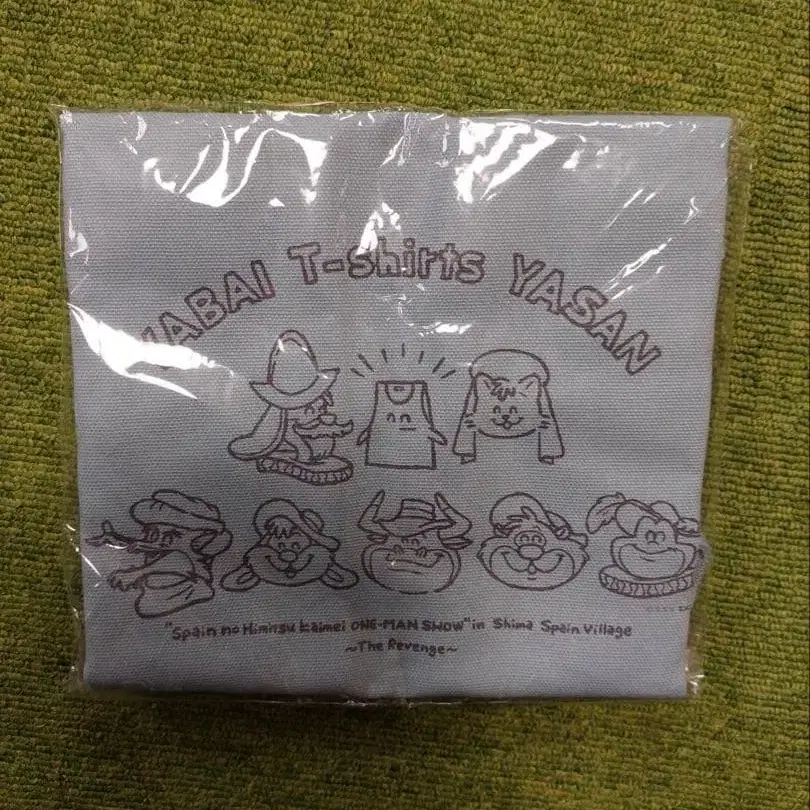 YABAI T-shirts YASAN
"Spain no Himitsu kaimei ONE-MAN SHOW" in Shima Spain Village
~The Revenge~